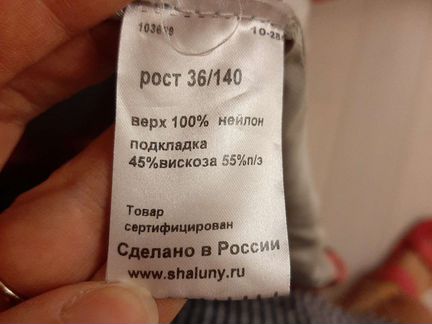 рост 36/140
верх 100% нейлон
подкладка
45%вискоза 55%п/э
Товар
сертифицирован
Сделано в России
www.shaluny.ru